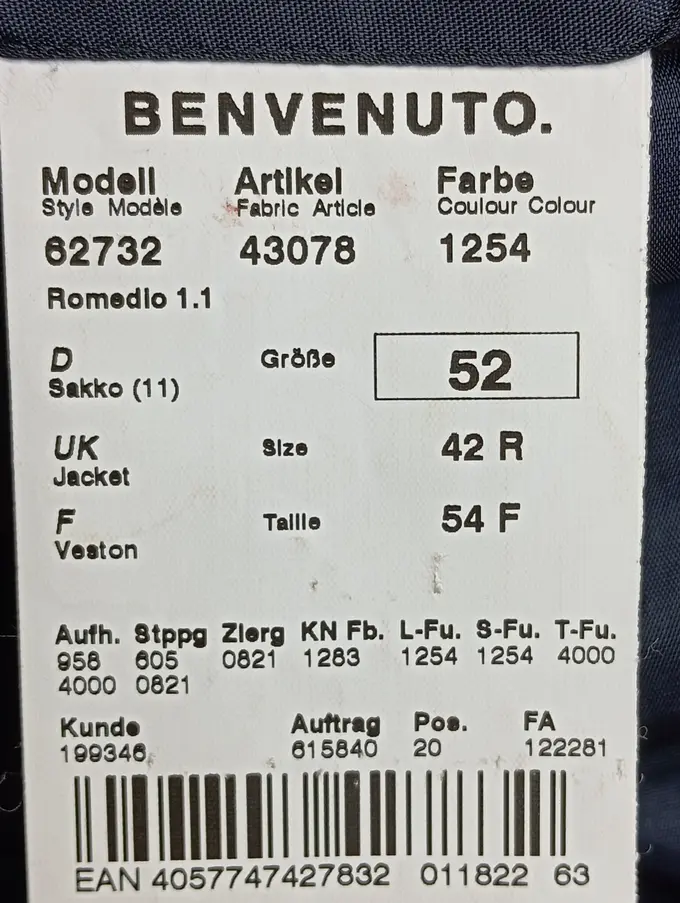 BENVENUTO.
Modell Artikel Farbe
Style Modèle Fabric Article Coulour Colour
62732 43078 1254
Romedio 1.1
D Größe 52
Sakko (11)
UK Size 42 R
Jacket
F Taille 54 F
Veston
Aufh. Stppg Zierg KN Fb. L-Fu. S-Fu. T-Fu.
958 605 0821 1283 1254 1254 4000
4000 0821
Kunde Auftrag Pos. FA
199346 615840 20 122281
EAN 4057747427832 011822 63